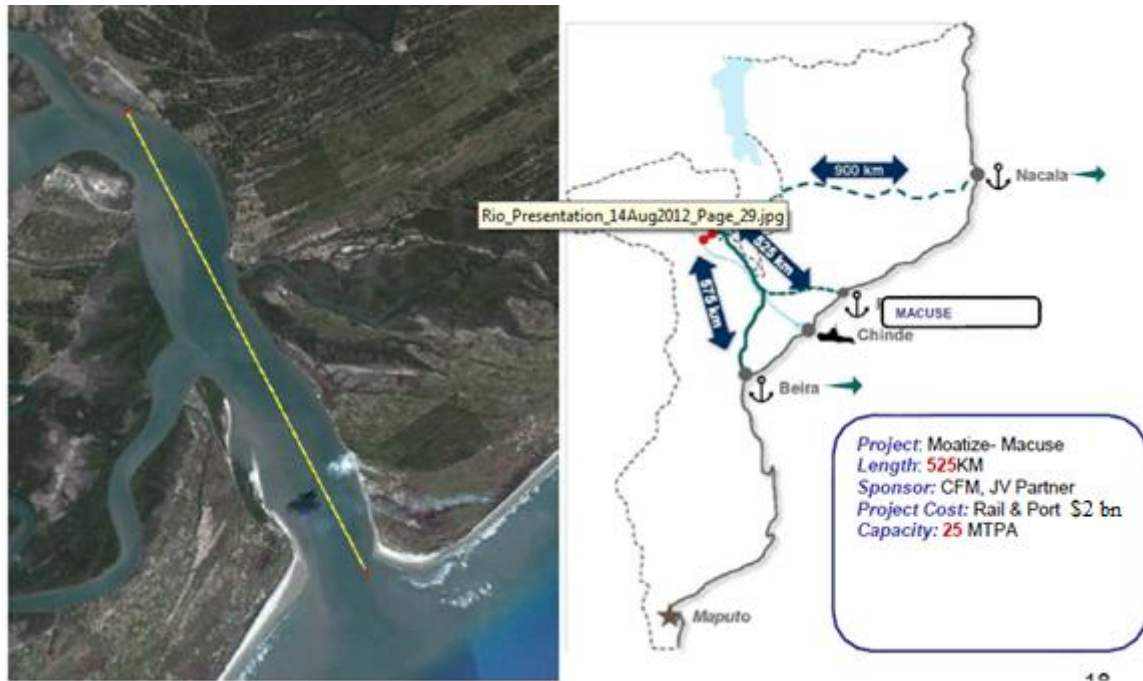 900 km
Nacala
Rio_Presentation_14Aug2012_Page_29.jpg
525 km
575 km
MACUSE
Chinde
Beira
Project: Moatize- Macuse
Length: 525KM
Sponsor: CFM, JV Partner
Project Cost: Rail & Port $2 bn
Capacity: 25 MTPA
Maputo